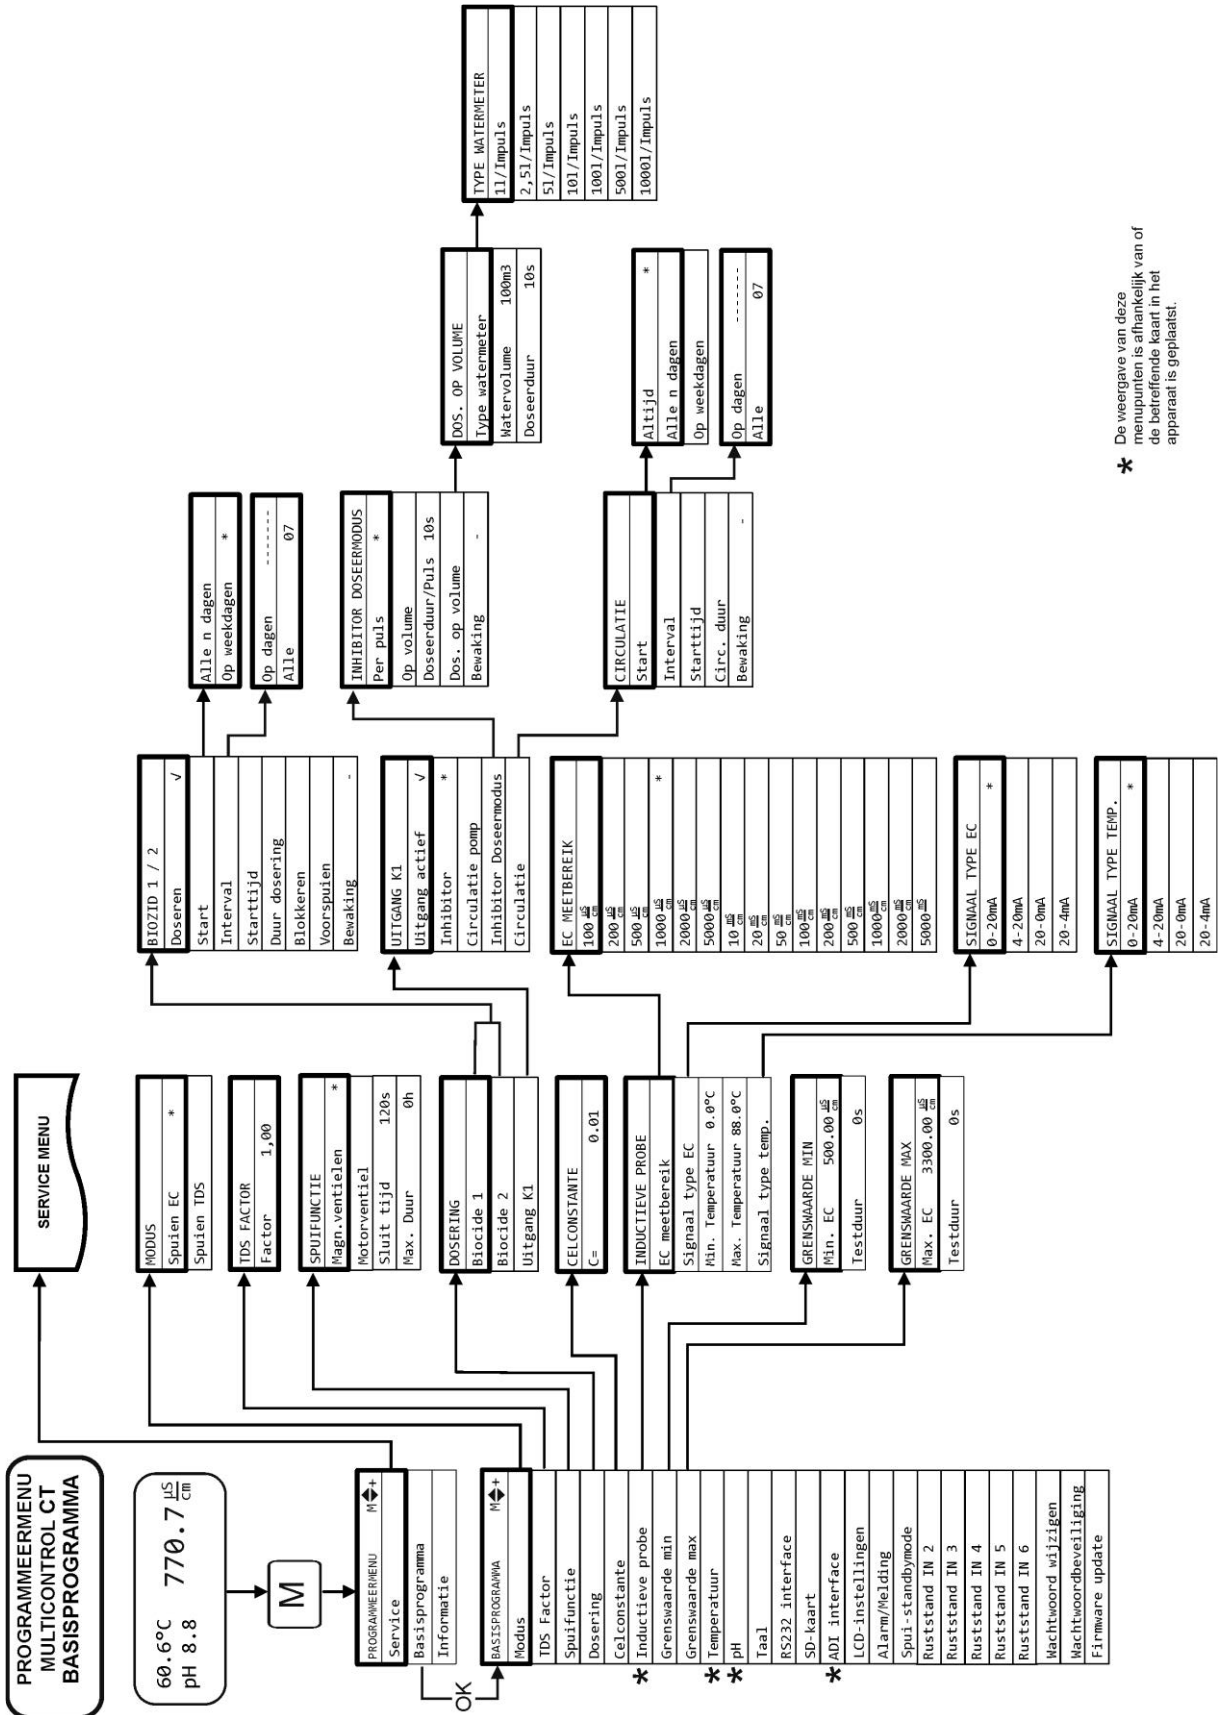 PROGRAMMEERMENU
MULTICONTROL CT
BASISPROGRAMMA
60.6°C 770.7 µS/cm
pH 8.8
M
PROGRAMMEERMENU M +
Service
Basisprogramma
Informatie
OK
BASISPROGRAMMA M +
Modus
TDS Factor
Spuifunctie
Dosering
Celconstante
* Inductieve probe
Grenswaarde min
Grenswaarde max
* Temperatuur
* pH
Taal
RS232 interface
SD-kaart
* ADI interface
LCD-instellingen
Alarm/Melding
Spui-standbymode
Ruststand IN 2
Ruststand IN 3
Ruststand IN 4
Ruststand IN 5
Ruststand IN 6
Wachtwoord wijzigen
Wachtwoordbeveiliging
Firmware update
SERVICE MENU
MODUS
Spuien EC *
Spuien TDS
TDS FACTOR
Factor 1,00
SPUIFUNCTIE
Magn.ventielen *
Motorventiel
Sluit tijd 120s
Max. Duur 0h
DOSERING
Biocide 1
Biocide 2
Uitgang K1
CELCONSTANTE
C= 0.01
INDUCTIEVE PROBE
EC meetbereik
Signaal type EC
Min. Temperatuur 0.0°C
Max. Temperatuur 88.0°C
Signaal type temp.
GRENSWAARDE MIN
Min. EC 500.00 µS/cm
Testduur 0s
GRENSWAARDE MAX
Max. EC 3300.00 µS/cm
Testduur 0s
BIOZID 1 / 2
Doseren √
Start
Interval
Starttijd
Duur dosering
Blokkeren
Voorspuien
Bewaking -
UITGANG K1
Uitgang actief √
Inhibitor *
Circulatie pomp
Inhibitor Doseermodus
Circulatie
EC MEETBEREIK
100 µS/cm
200 µS/cm
500 µS/cm
1000 µS/cm *
2000 µS/cm
5000 µS/cm
10 mS/cm
20 mS/cm
50 mS/cm
100 mS/cm
200 mS/cm
500 mS/cm
1000 mS/cm
2000 mS/cm
5000 mS/cm
SIGNAAL TYPE EC
0-20mA *
4-20mA
20-0mA
20-4mA
SIGNAAL TYPE TEMP.
0-20mA *
4-20mA
20-0mA
20-4mA
Alle n dagen
Op weekdagen *
Op dagen -------
Alle 07
INHIBITOR DOSEERMODUS
Per puls *
Op volume
Doseerduur/Puls 10s
Dos. op volume
Bewaking -
CIRCULATIE
Start
Interval
Starttijd
Circ. duur
Bewaking -
DOS. OP VOLUME
Type watermeter
Watervolume 100m3
Doseerduur 10s
Altijd *
Alle n dagen
Op weekdagen
Op dagen -------
Alle 07
TYPE WATERMETER
1l/Impuls
2,5l/Impuls
5l/Impuls
10l/Impuls
100l/Impuls
500l/Impuls
1000l/Impuls
* De weergave van deze
menupunten is afhankelijk van of
de betreffende kaart in het
apparaat is geplaatst.